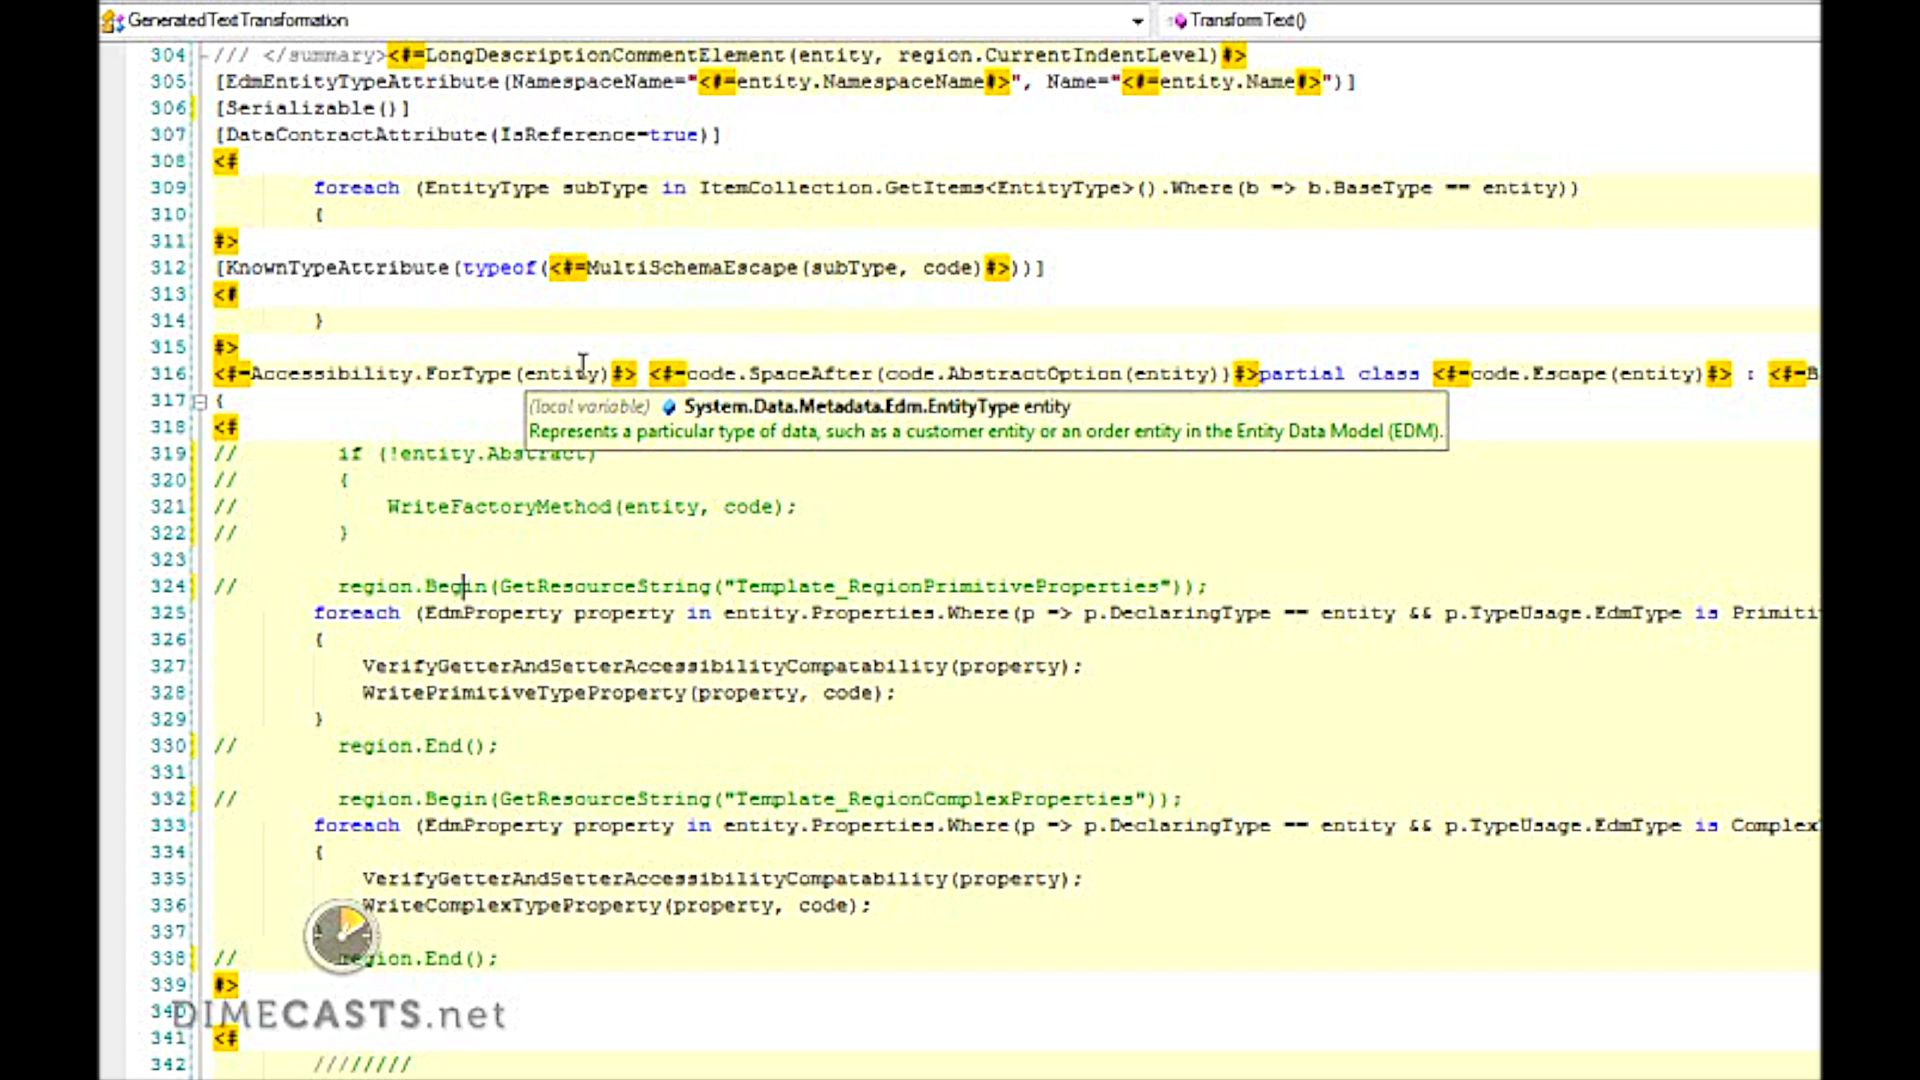 GeneratedTextTransformation TransformText()
304 /// </summary><#=LongDescriptionCommentElement(entity, region.CurrentIndentLevel)#>
305 [EdmEntityTypeAttribute(NamespaceName="<#=entity.NamespaceName#>", Name="<#=entity.Name#>")]
306 [Serializable()]
307 [DataContractAttribute(IsReference=true)]
308 <#
309 foreach (EntityType subType in ItemCollection.GetItems<EntityType>().Where(b => b.BaseType == entity))
310 {
311 #>
312 [KnownTypeAttribute(typeof(<#=MultiSchemaEscape(subType, code)#>))]
313 <#
314 }
315 #>
316 <#=Accessibility.ForType(entity)#> <#=code.SpaceAfter(code.AbstractOption(entity))#>partial class <#=code.Escape(entity)#> : <#=B
317 {
(local variable) System.Data.Metadata.Edm.EntityType entity
318 <#
Represents a particular type of data, such as a customer entity or an order entity in the Entity Data Model (EDM).
319 // if (!entity.Abstract)
320 // {
321 // WriteFactoryMethod(entity, code);
322 // }
323
324 // region.Begin(GetResourceString("Template_RegionPrimitiveProperties"));
325 foreach (EdmProperty property in entity.Properties.Where(p => p.DeclaringType == entity && p.TypeUsage.EdmType is Primiti
326 {
327 VerifyGetterAndSetterAccessibilityCompatability(property);
328 WritePrimitiveTypeProperty(property, code);
329 }
330 // region.End();
331
332 // region.Begin(GetResourceString("Template_RegionComplexProperties"));
333 foreach (EdmProperty property in entity.Properties.Where(p => p.DeclaringType == entity && p.TypeUsage.EdmType is Complex
334 {
335 VerifyGetterAndSetterAccessibilityCompatability(property);
336 WriteComplexTypeProperty(property, code);
337
338 // region.End();
339 #>
340
DIMECASTS.net
341 <#
342 ////////